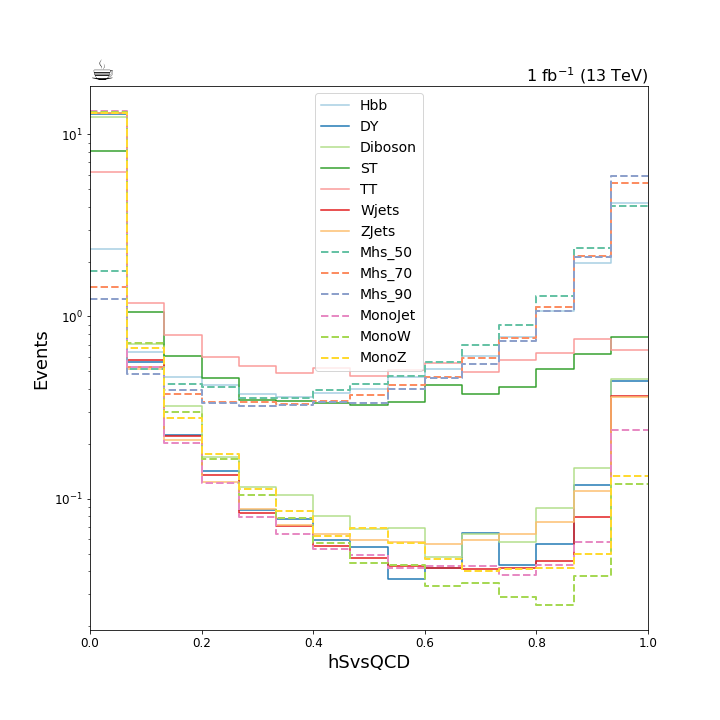 ☕ 1 fb⁻¹ (13 TeV)
Hbb
DY
Diboson
ST
TT
Wjets
ZJets
Mhs_50
Mhs_70
Mhs_90
MonoJet
MonoW
MonoZ
Events
10¹
10⁰
10⁻¹
0.0 0.2 0.4 0.6 0.8 1.0
hSvsQCD